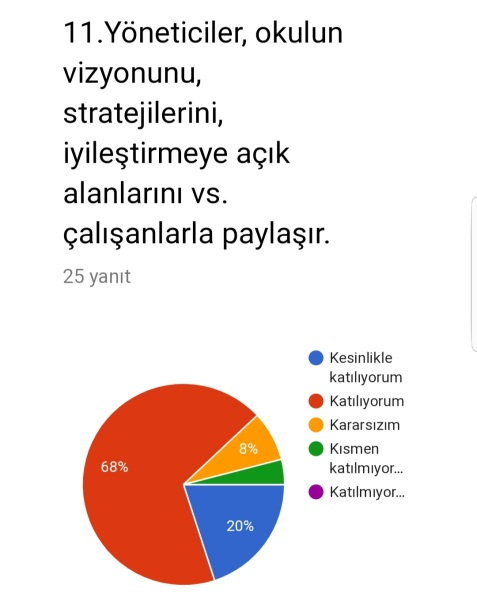 11.Yöneticiler, okulun
vizyonunu,
stratejilerini,
iyileştirmeye açık
alanlarını vs.
çalışanlarla paylaşır.
25 yanıt
Kesinlikle
katılıyorum
Katılıyorum
Kararsızım
Kısmen
katılmıyor...
Katılmıyor...
68%
8%
20%